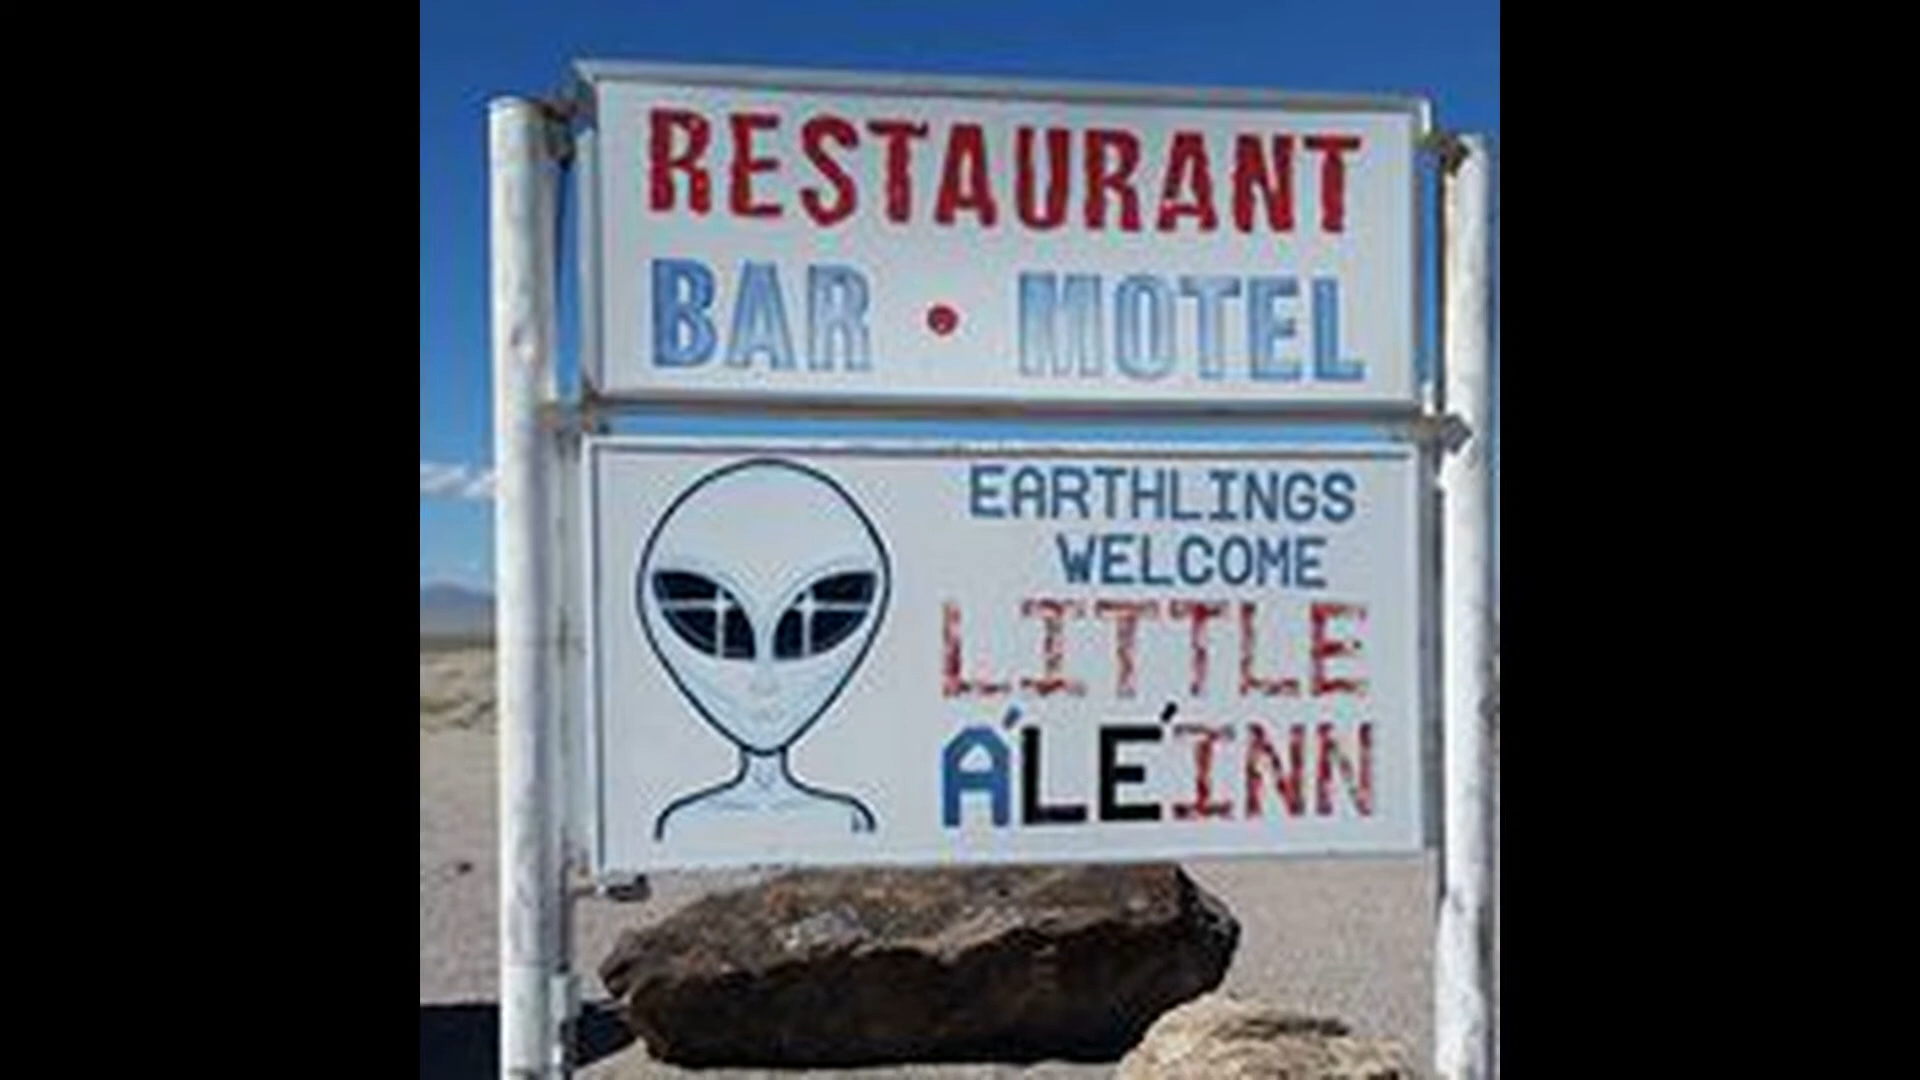 RESTAURANT
BAR • MOTEL
EARTHLINGS
WELCOME
LITTLE
A'LE'INN